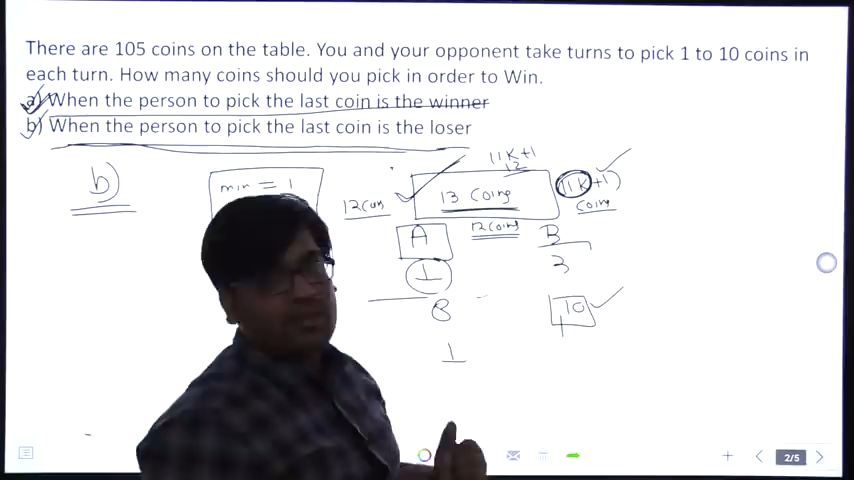 There are 105 coins on the table. You and your opponent take turns to pick 1 to 10 coins in
each turn. How many coins should you pick in order to Win.
a) When the person to pick the last coin is the winner
b) When the person to pick the last coin is the loser
b)
min = 1
12 Coin
13 Coins
11K+1
12
(11K+1)
Coins
A
12 Coins
B
1
3
8
10
1
2/5